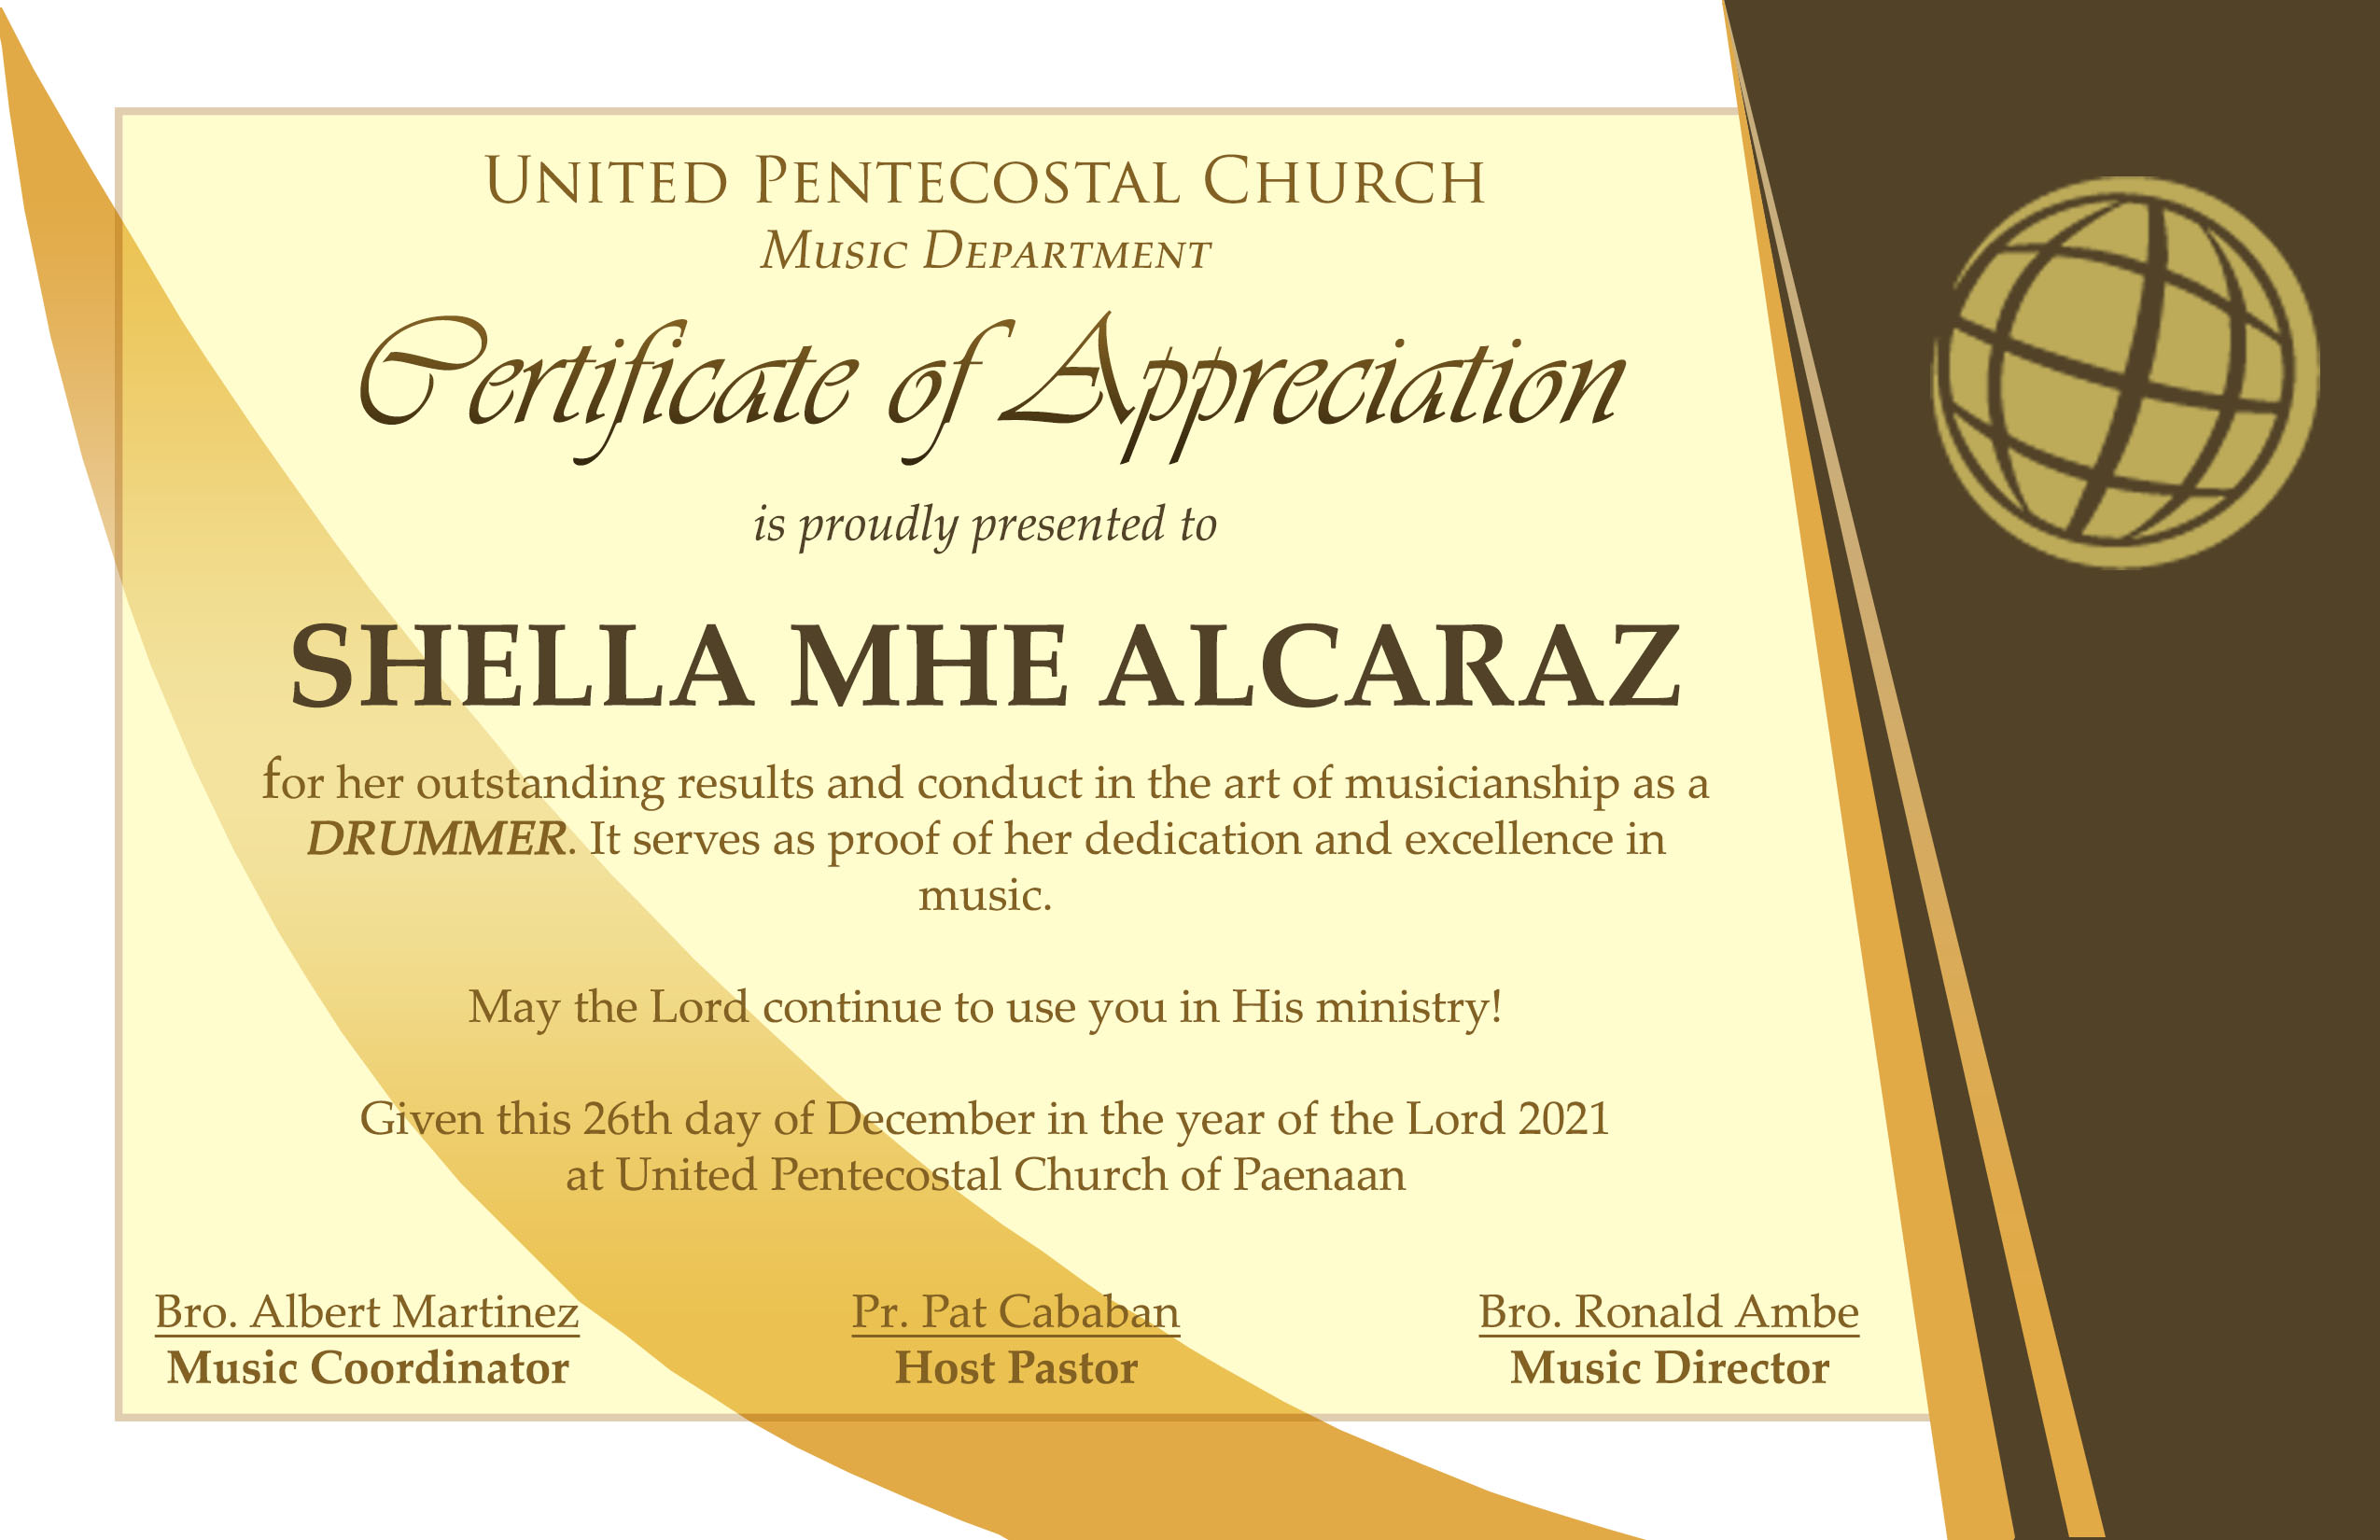 UNITED PENTECOSTAL CHURCH
MUSIC DEPARTMENT
Certificate of Appreciation
is proudly presented to
SHELLA MHE ALCARAZ
for her outstanding results and conduct in the art of musicianship as a
DRUMMER. It serves as proof of her dedication and excellence in
music.
May the Lord continue to use you in His ministry!
Given this 26th day of December in the year of the Lord 2021
at United Pentecostal Church of Paenaan
Bro. Albert Martinez
Music Coordinator
Pr. Pat Cababan
Host Pastor
Bro. Ronald Ambe
Music Director